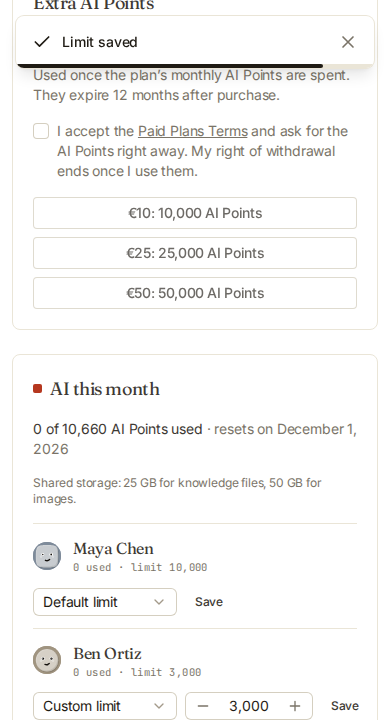 Extra AI Points
Limit saved
Used once the plan's monthly AI Points are spent.
They expire 12 months after purchase.
I accept the Paid Plans Terms and ask for the
AI Points right away. My right of withdrawal
ends once I use them.
€10: 10,000 AI Points
€25: 25,000 AI Points
€50: 50,000 AI Points
AI this month
0 of 10,660 AI Points used · resets on December 1,
2026
Shared storage: 25 GB for knowledge files, 50 GB for
images.
Maya Chen
0 used · limit 10,000
Default limit Save
Ben Ortiz
0 used · limit 3,000
Custom limit − 3,000 + Save